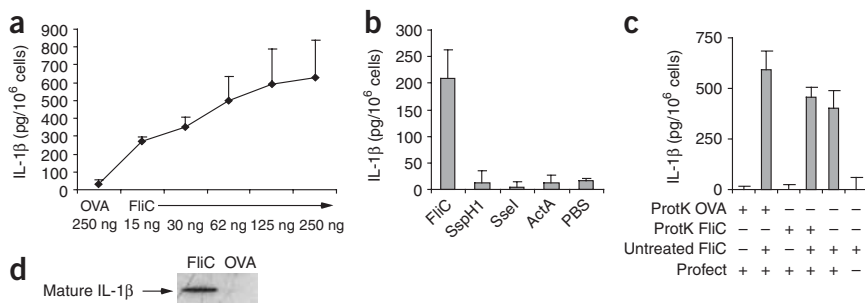 a
IL-1β (pg/10⁶ cells)
900
800
700
600
500
400
300
200
100
0
OVA FliC
250 ng 15 ng 30 ng 62 ng 125 ng 250 ng
b
IL-1β (pg/10⁶ cells)
300
250
200
150
100
50
0
FliC
SspH1
SseI
ActA
PBS
c
IL-1β (pg/10⁶ cells)
750
500
250
0
ProtK OVA + + – – – –
ProtK FliC – – + + – –
Untreated FliC – + – + + +
Profect + + + + + –
d
FliC OVA
Mature IL-1β